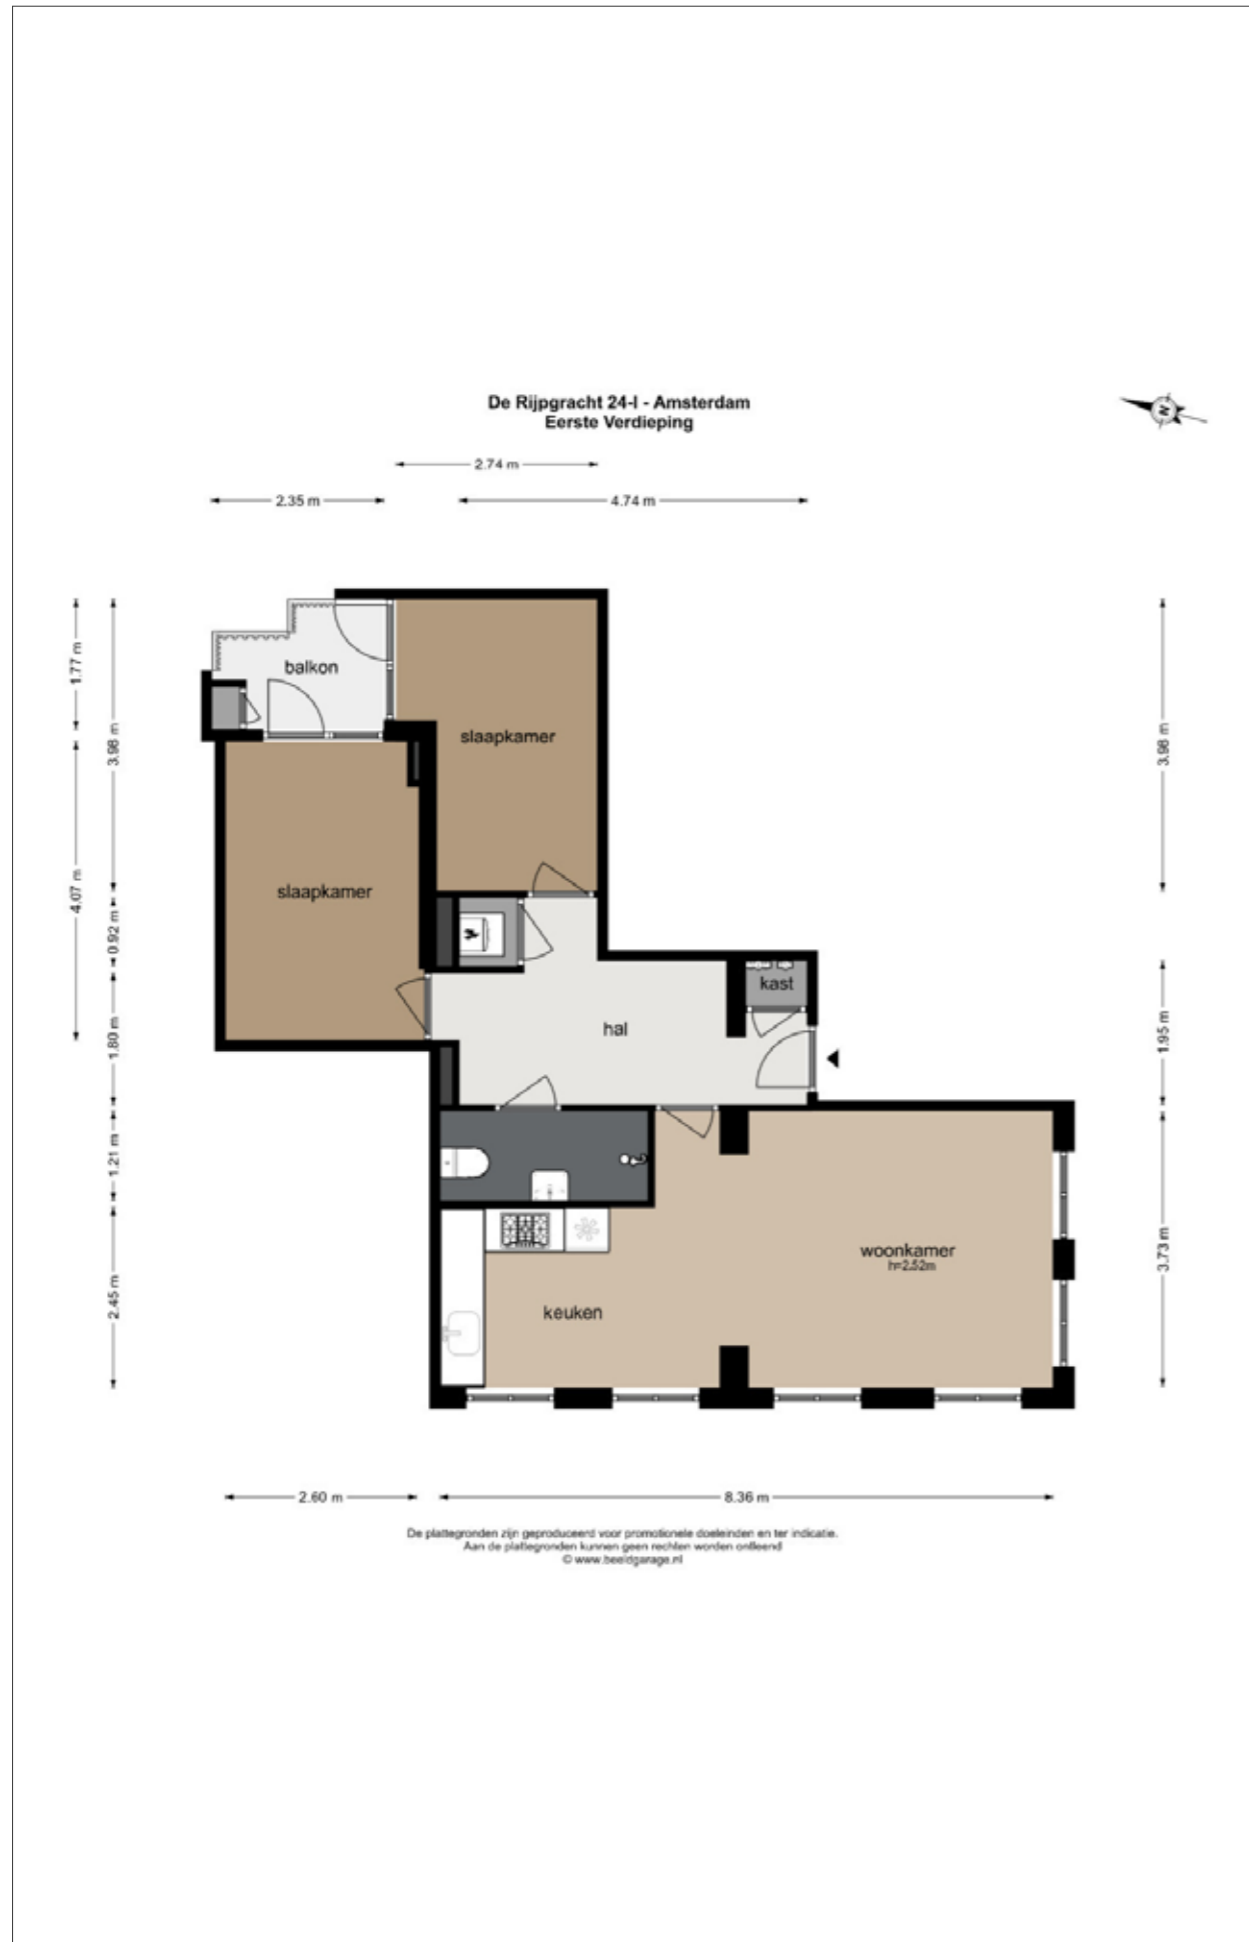 De Rijpgracht 24-I - Amsterdam
Eerste Verdieping
N
2.74 m
2.35 m
4.74 m
1.77 m
3.98 m
3.98 m
balkon
slaapkamer
4.07 m
slaapkamer
0.92 m
kast
hal
1.80 m
1.95 m
1.21 m
3.73 m
woonkamer
h=2.52m
2.45 m
keuken
2.60 m
8.36 m
De plattegronden zijn geproduceerd voor promotionele doeleinden en ter indicatie.
Aan de plattegronden kunnen geen rechten worden ontleend
© www.beeldgarage.nl